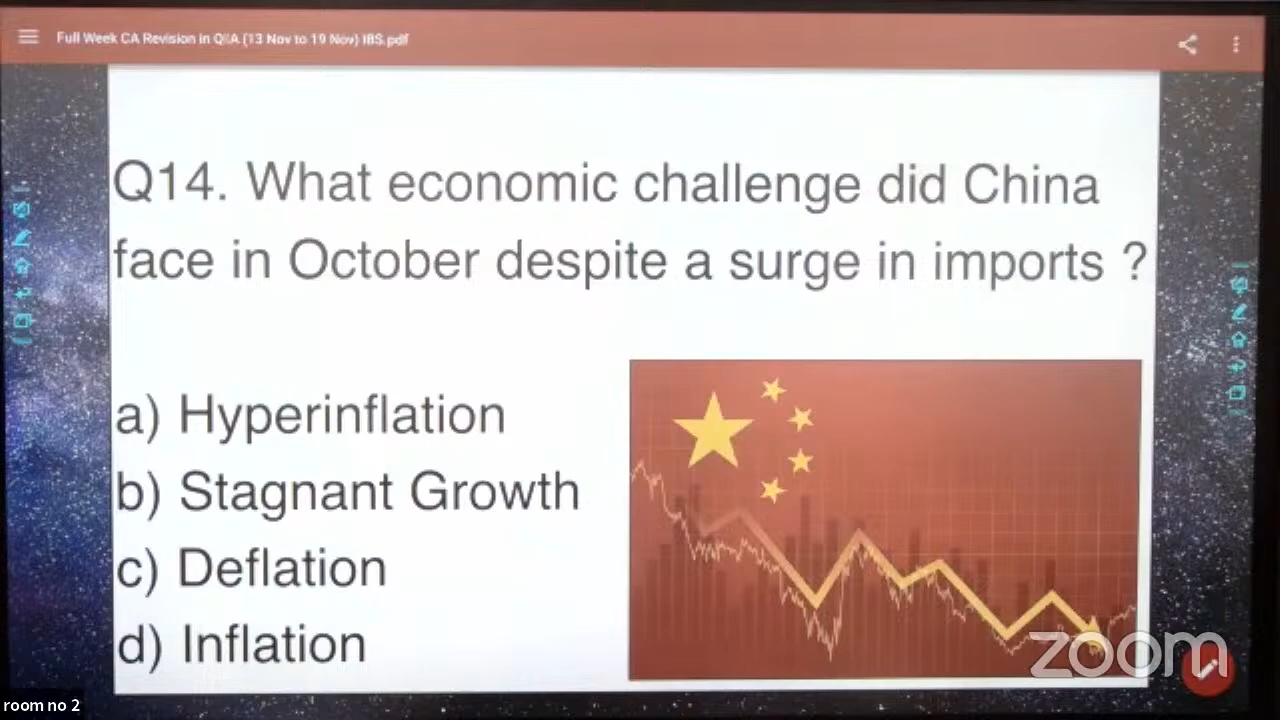 Full Week CA Revision in Q&A (13 Nov to 19 Nov) IBS.pdf
Q14. What economic challenge did China
face in October despite a surge in imports ?
a) Hyperinflation
b) Stagnant Growth
c) Deflation
d) Inflation
zoom
room no 2